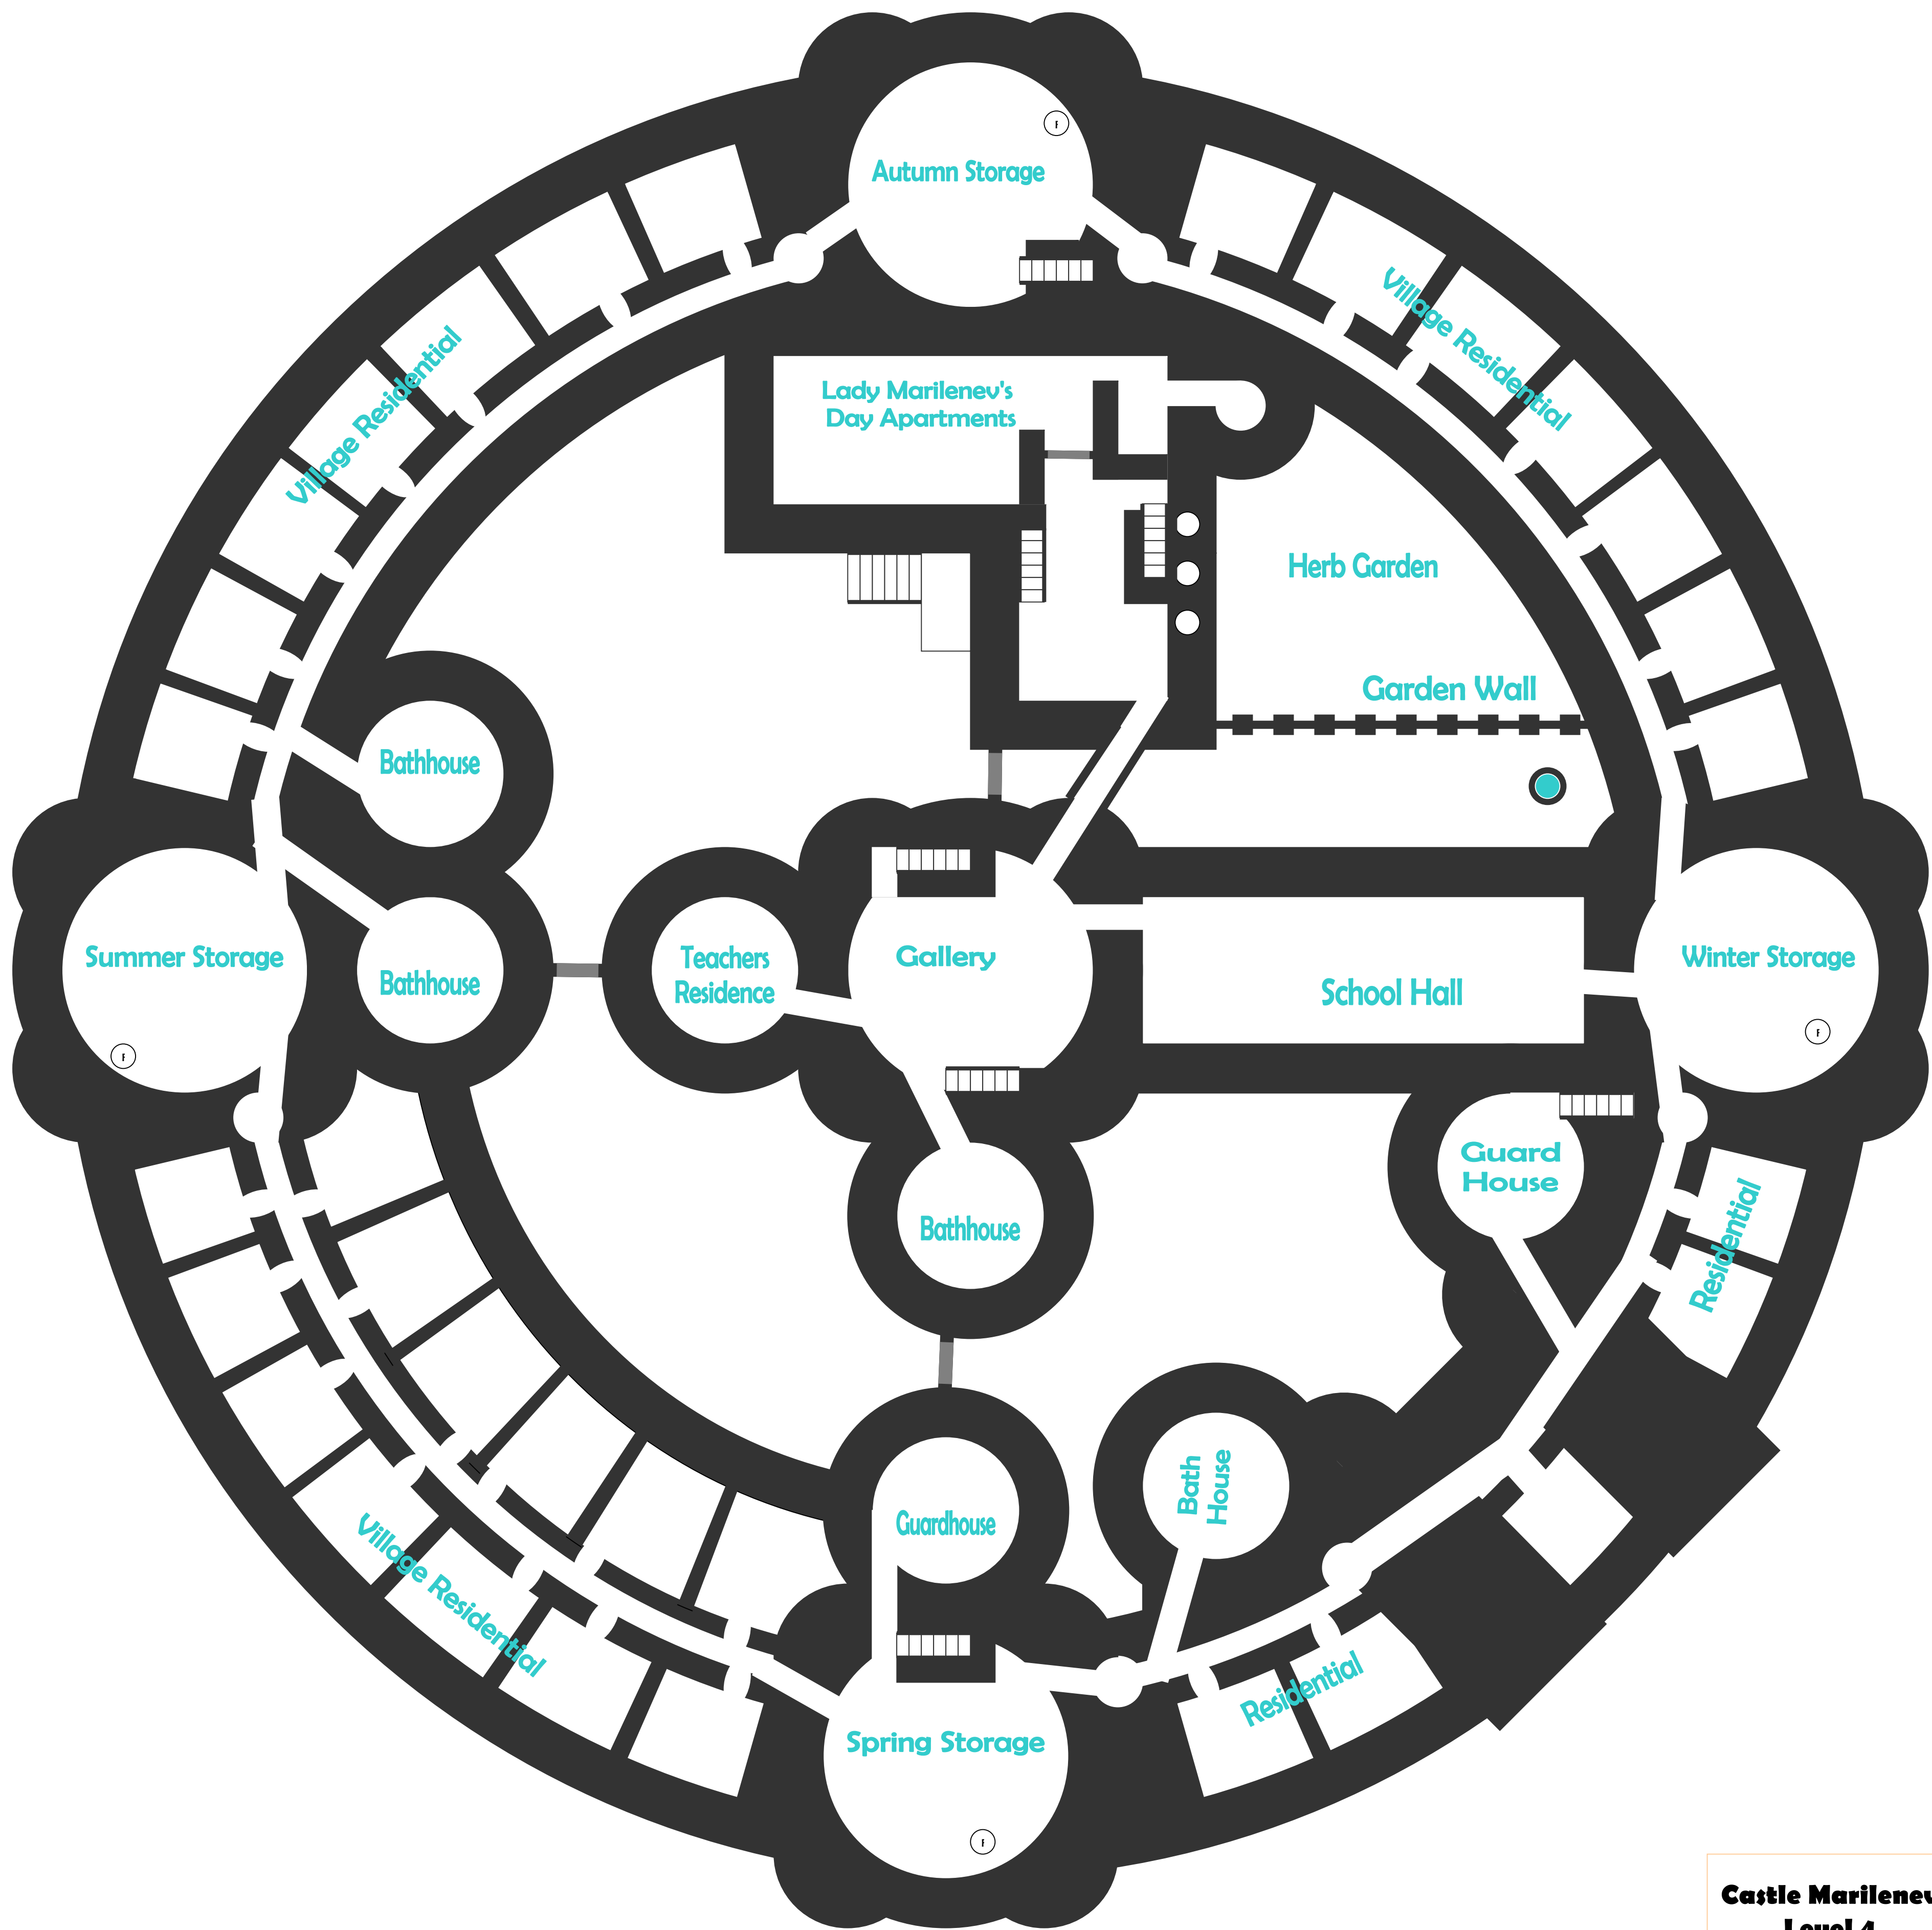 F
Autumn Storage
Village Residential
Village Residential
Lady Marilenev's
Day Apartments
Herb Garden
Garden Wall
Bathhouse
Summer Storage
Bathhouse
Teachers
Residence
Gallery
School Hall
Winter Storage
F
F
Guard
House
Residential
Bathhouse
Bath
House
Guardhouse
Village Residential
Residential
Spring Storage
F
Castle Marilenev
Level 4